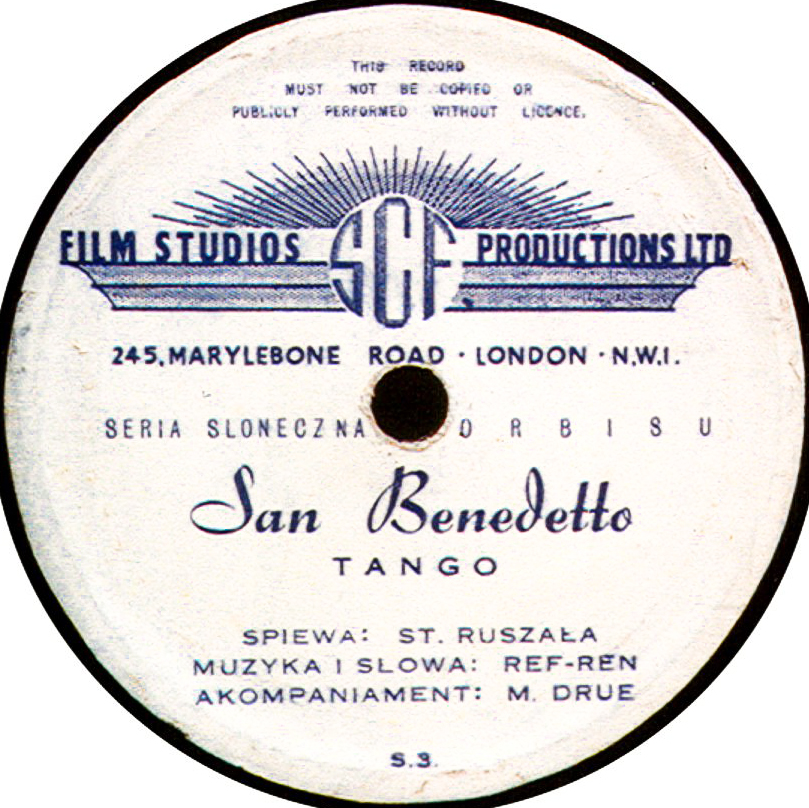 THIS RECORD
MUST NOT BE COPIED OR
PUBLICLY PERFORMED WITHOUT LICENCE.
FILM STUDIOS SCF PRODUCTIONS LTD
245, MARYLEBONE ROAD · LONDON · N.W.1.
SERIA SLONECZNA ORBISU
San Benedetto
TANGO
SPIEWA: ST. RUSZAŁA
MUZYKA I SLOWA: REF-REN
AKOMPANIAMENT: M. DRUE
S.3.